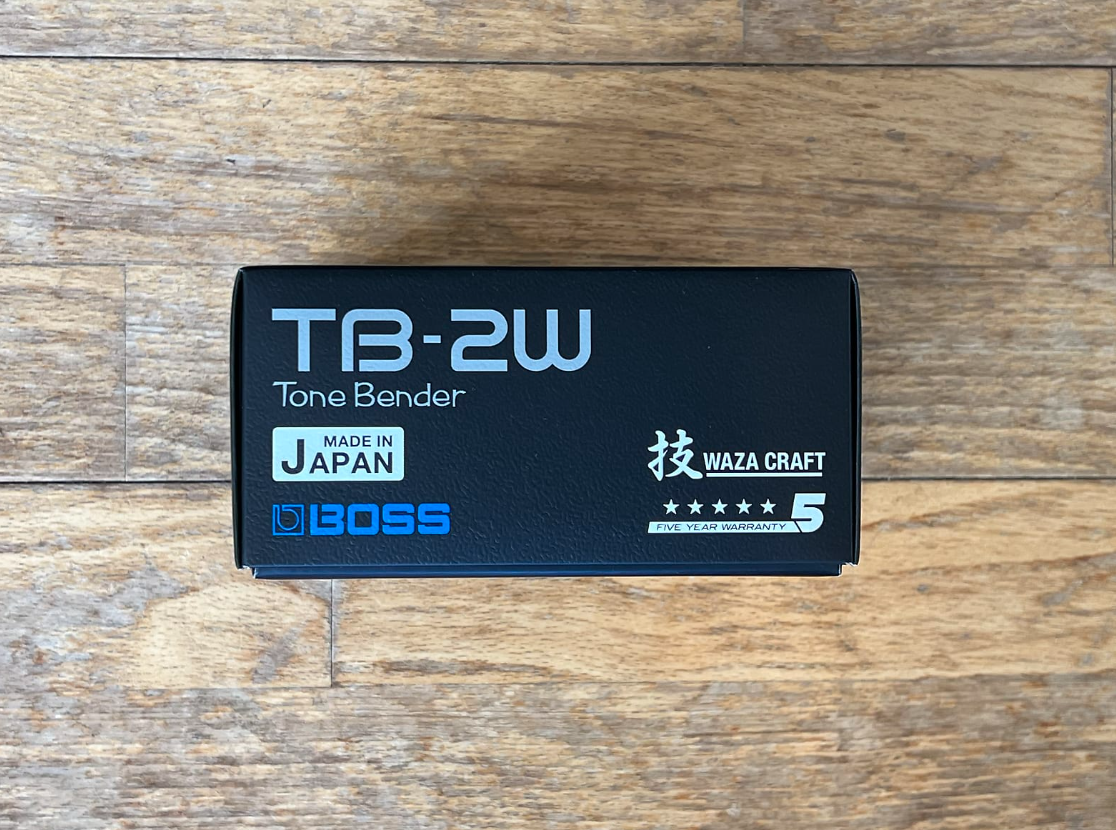 TB-2W
Tone Bender
MADE IN
JAPAN
技 WAZA CRAFT
BOSS
★★★★★ 5
FIVE YEAR WARRANTY